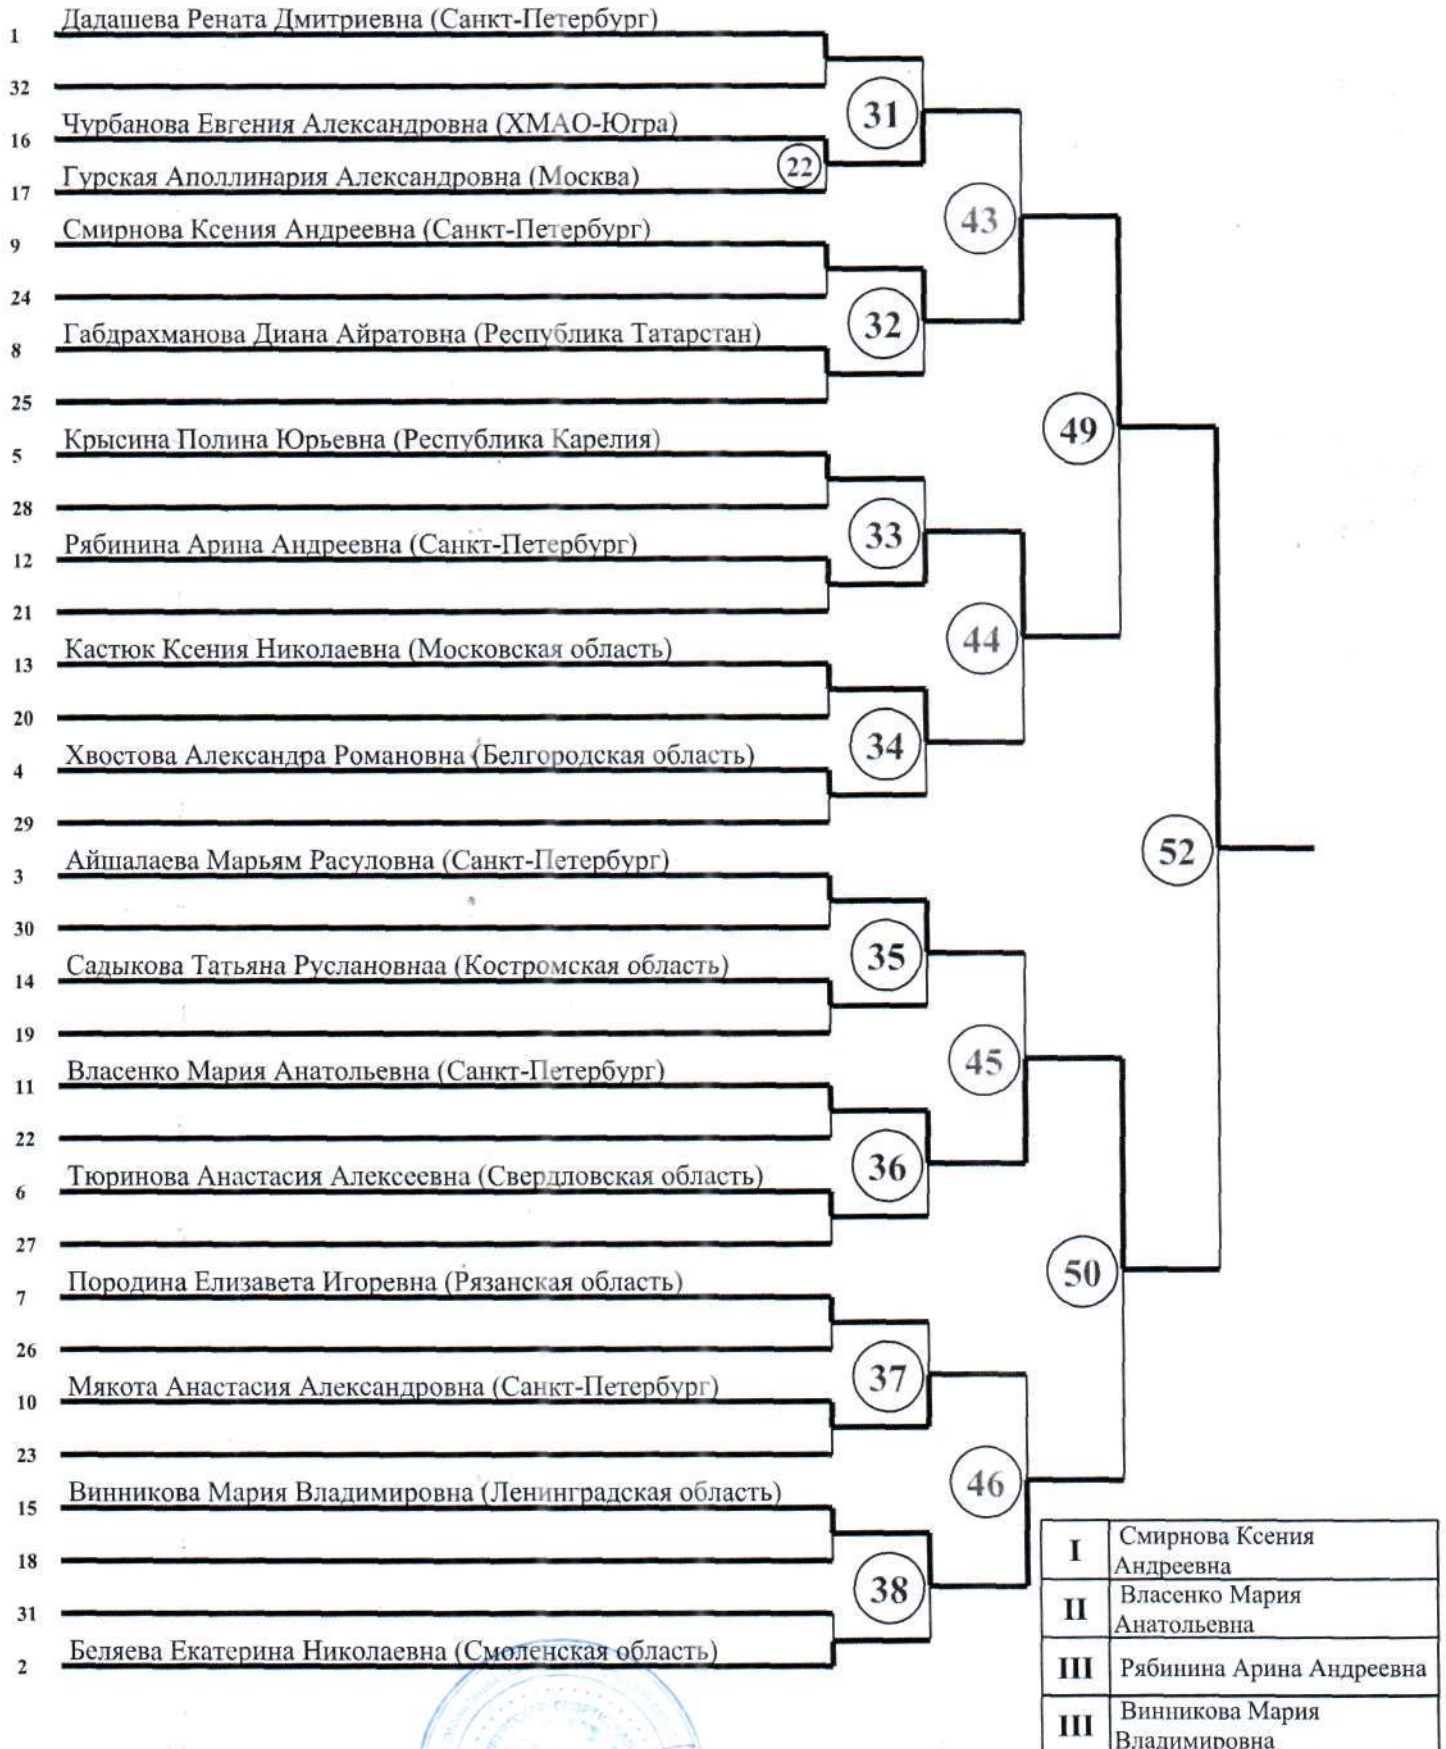 Дадашева Рената Дмитриевна (Санкт-Петербург)
1
32
31
Чурбанова Евгения Александровна (ХМАО-Югра)
16
22
Гурская Аполлинария Александровна (Москва)
17
43
Смирнова Ксения Андреевна (Санкт-Петербург)
9
24
32
Габдрахманова Диана Айратовна (Республика Татарстан)
8
25
49
Крысина Полина Юрьевна (Республика Карелия)
5
28
33
Рябинина Арина Андреевна (Санкт-Петербург)
12
21
44
Кастюк Ксения Николаевна (Московская область)
13
20
34
Хвостова Александра Романовна (Белгородская область)
4
29
52
Айшалаева Марьям Расуловна (Санкт-Петербург)
3
30
35
Садыкова Татьяна Руслановнаа (Костромская область)
14
19
45
Власенко Мария Анатольевна (Санкт-Петербург)
11
22
36
Тюринова Анастасия Алексеевна (Свердловская область)
6
27
50
Породина Елизавета Игоревна (Рязанская область)
7
26
37
Мякота Анастасия Александровна (Санкт-Петербург)
10
23
46
Винникова Мария Владимировна (Ленинградская область)
15
18
38
31
Беляева Екатерина Николаевна (Смоленская область)
2
I Смирнова Ксения
Андреевна
II Власенко Мария
Анатольевна
III Рябинина Арина Андреевна
III Винникова Мария
Владимировна